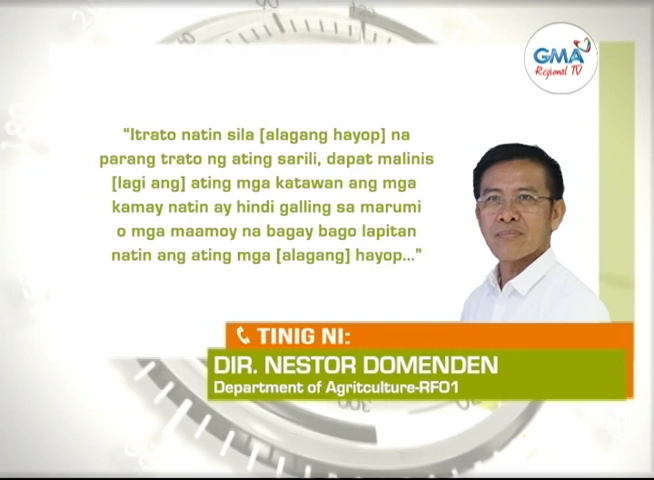 GMA
Regional TV
“Itrato natin sila [alagang hayop] na
parang trato ng ating sarili, dapat malinis
[lagi ang] ating mga katawan ang mga
kamay natin ay hindi galling sa marumi
o mga maamoy na bagay bago lapitan
natin ang ating mga [alagang] hayop..."
TINIG NI:
DIR. NESTOR DOMENDEN
Department of Agritculture-RFO1